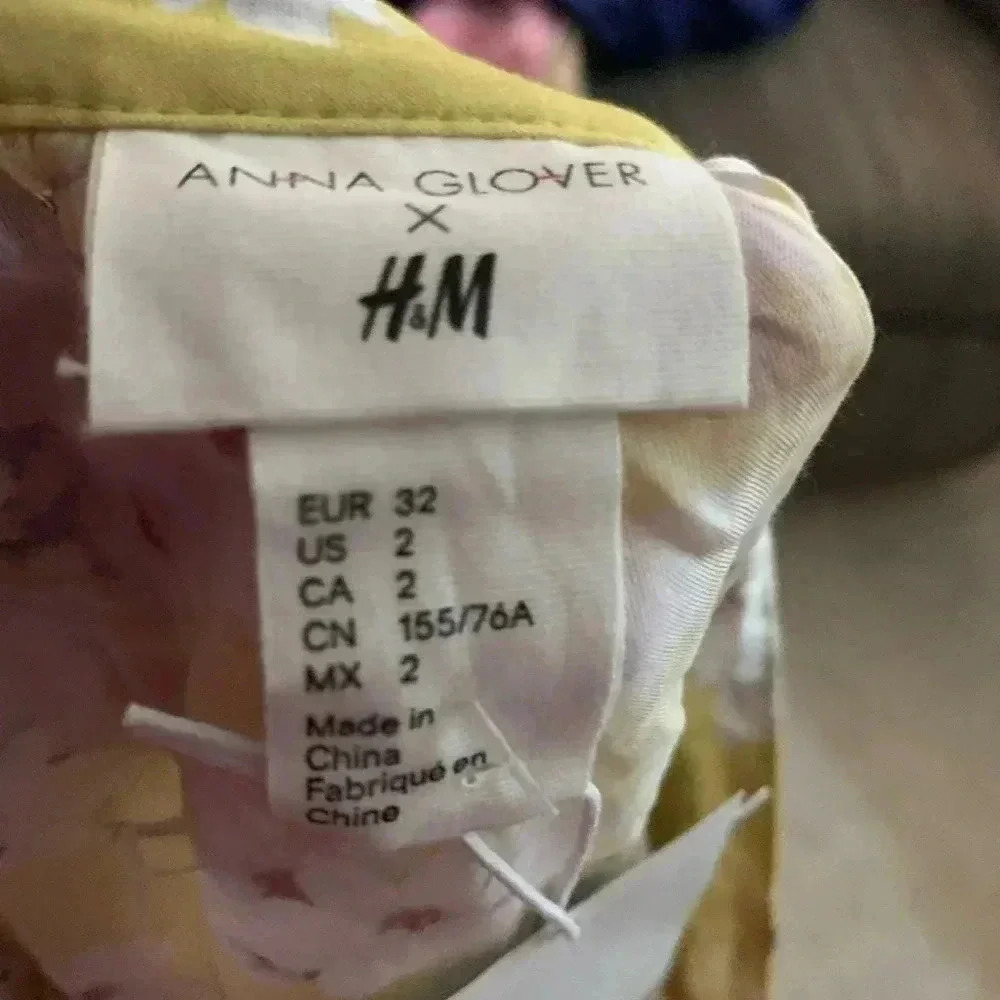 ANNA GLOVER
X
H&M
EUR 32
US 2
CA 2
CN 155/76A
MX 2
Made in
China
Fabriqué en
Chine